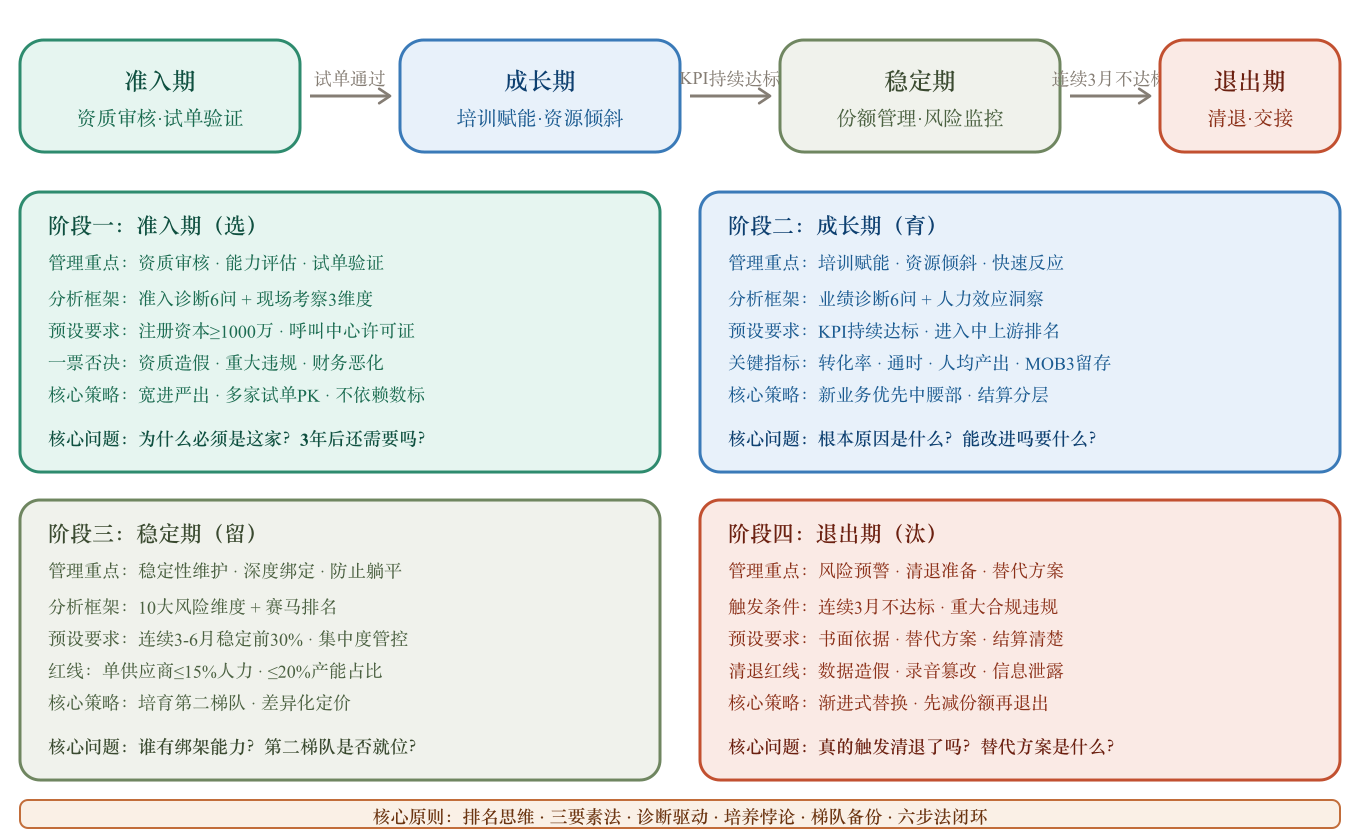 准入期
资质审核·试单验证
试单通过
成长期
培训赋能·资源倾斜
KPI持续达标
稳定期
份额管理·风险监控
连续3月不达标
退出期
清退·交接
阶段一：准入期（选）
管理重点：资质审核 · 能力评估 · 试单验证
分析框架：准入诊断6问 + 现场考察3维度
预设要求：注册资本≥1000万 · 呼叫中心许可证
一票否决：资质造假 · 重大违规 · 财务恶化
核心策略：宽进严出 · 多家试单PK · 不依赖数标
核心问题：为什么必须是这家？3年后还需要吗？
阶段二：成长期（育）
管理重点：培训赋能 · 资源倾斜 · 快速反应
分析框架：业绩诊断6问 + 人力效应洞察
预设要求：KPI持续达标 · 进入中上游排名
关键指标：转化率 · 通时 · 人均产出 · MOB3留存
核心策略：新业务优先中腰部 · 结算分层
核心问题：根本原因是什么？能改进吗要什么？
阶段三：稳定期（留）
管理重点：稳定性维护 · 深度绑定 · 防止躺平
分析框架：10大风险维度 + 赛马排名
预设要求：连续3-6月稳定前30% · 集中度管控
红线：单供应商≤15%人力 · ≤20%产能占比
核心策略：培育第二梯队 · 差异化定价
核心问题：谁有绑架能力？第二梯队是否就位？
阶段四：退出期（汰）
管理重点：风险预警 · 清退准备 · 替代方案
触发条件：连续3月不达标 · 重大合规违规
预设要求：书面依据 · 替代方案 · 结算清楚
清退红线：数据造假 · 录音篡改 · 信息泄露
核心策略：渐进式替换 · 先减份额再退出
核心问题：真的触发清退了吗？替代方案是什么？
核心原则：排名思维 · 三要素法 · 诊断驱动 · 培养悖论 · 梯队备份 · 六步法闭环